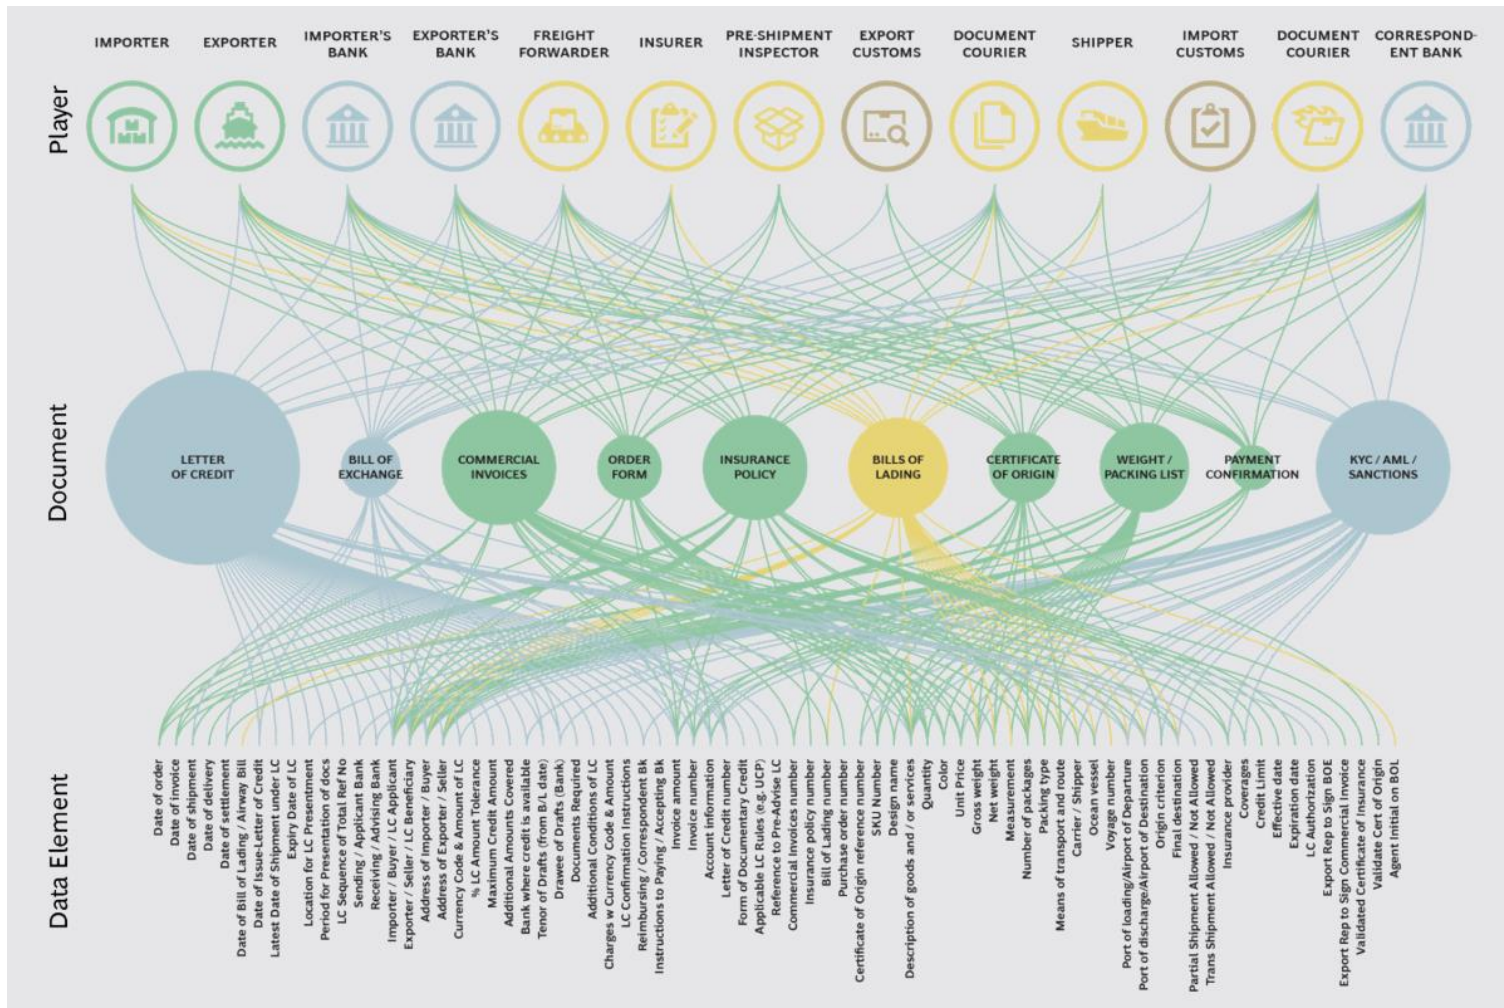 IMPORTER
EXPORTER
IMPORTER'S
BANK
EXPORTER'S
BANK
FREIGHT
FORWARDER
INSURER
PRE-SHIPMENT
INSPECTOR
EXPORT
CUSTOMS
DOCUMENT
COURIER
SHIPPER
IMPORT
CUSTOMS
DOCUMENT
COURIER
CORRESPOND-
ENT BANK
Player
LETTER
OF CREDIT
BILL OF
EXCHANGE
COMMERCIAL
INVOICES
ORDER
FORM
INSURANCE
POLICY
BILLS OF
LADING
CERTIFICATE
OF ORIGIN
WEIGHT /
PACKING LIST
PAYMENT
CONFIRMATION
KYC / AML /
SANCTIONS
Document
Data Element
Date of order
Date of invoice
Date of shipment
Date of delivery
Date of settlement
Date of Bill of Lading / Airway Bill
Date of Issue-Letter of Credit
Latest Date of Shipment under LC
Expiry Date of LC
Location for LC Presentment
Period for Presentation of docs
LC Sequence of Total Ref No
Sending / Applicant Bank
Receiving / Advising Bank
Importer / Buyer / LC Applicant
Exporter / Seller / LC Beneficiary
Address of Importer / Buyer
Address of Exporter / Seller
Currency Code & Amount of LC
% LC Amount Tolerance
Maximum Credit Amount
Additional Amounts Covered
Bank where credit is available
Tenor of Drafts (from B/L date)
Drawee of Drafts (Bank)
Documents Required
Additional Conditions of LC
Charges w Currency Code & Amount
LC Confirmation Instructions
Reimbursing / Correspondent Bk
Instructions to Paying / Accepting Bk
Invoice amount
Invoice number
Account information
Letter of Credit number
Form of Documentary Credit
Applicable LC Rules (e.g. UCP)
Reference to Pre-Advise LC
Commercial Invoices number
Insurance policy number
Bill of Lading number
Purchase order number
Certificate of Origin reference number
SKU Number
Design name
Description of goods and / or services
Quantity
Color
Unit Price
Gross weight
Net weight
Measurement
Number of packages
Packing type
Means of transport and route
Carrier / Shipper
Ocean vessel
Voyage number
Port of loading/Airport of Departure
Port of discharge/Airport of Destination
Origin criterion
Final destination
Partial Shipment Allowed / Not Allowed
Trans Shipment Allowed / Not Allowed
Insurance provider
Coverages
Credit Limit
Effective date
Expiration date
LC Authorization
Export Rep to Sign BOE
Export Rep to Sign Commercial Invoice
Validated Certificate of Insurance
Validate Cert of Origin
Agent Initial on BOL